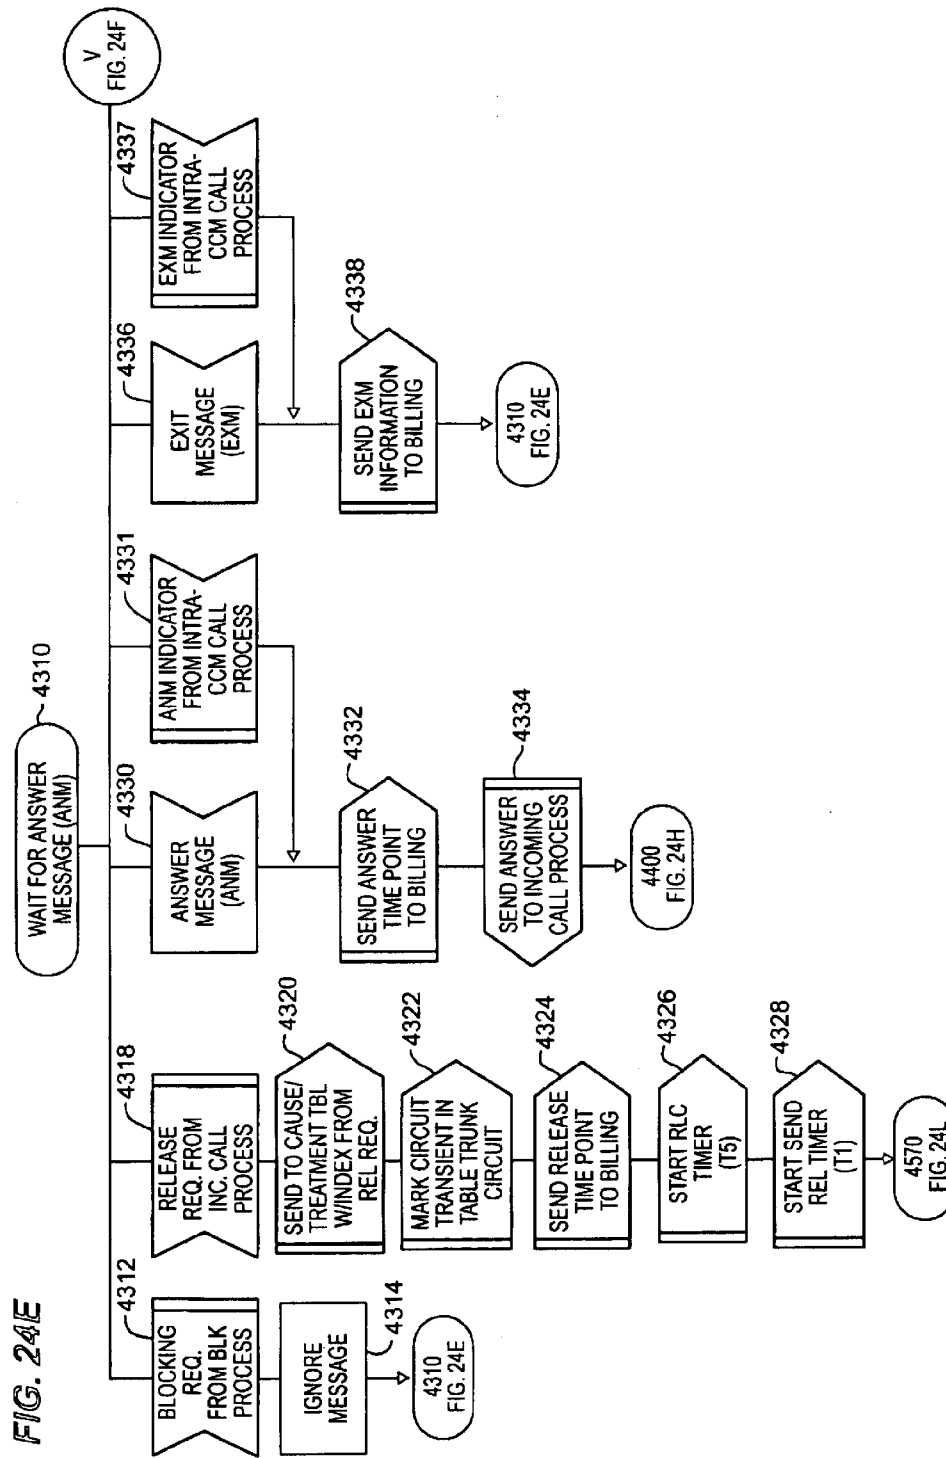 FIG. 24E
WAIT FOR ANSWER
MESSAGE (ANM)
4310
V
FIG. 24F
4312
BLOCKING
REQ.
FROM BLK
PROCESS
4314
IGNORE
MESSAGE
4310
FIG. 24E
4318
RELEASE
REQ. FROM
INC. CALL
PROCESS
4320
SEND TO CAUSE/
TREATMENT TBL
W/INDEX FROM
REL REQ.
4322
MARK CIRCUIT
TRANSIENT IN
TABLE TRUNK
CIRCUIT
4324
SEND RELEASE
TIME POINT
TO BILLING
4326
START RLC
TIMER
(T5)
4328
START SEND
REL TIMER
(T1)
4570
FIG. 24L
4330
ANSWER
MESSAGE
(ANM)
4331
ANM INDICATOR
FROM INTRA-
CCM CALL
PROCESS
4332
SEND ANSWER
TIME POINT
TO BILLING
4334
SEND ANSWER
TO INCOMING
CALL PROCESS
4400
FIG. 24H
4336
EXIT
MESSAGE
(EXM)
4337
EXM INDICATOR
FROM INTRA-
CCM CALL
PROCESS
4338
SEND EXM
INFORMATION
TO BILLING
4310
FIG. 24E